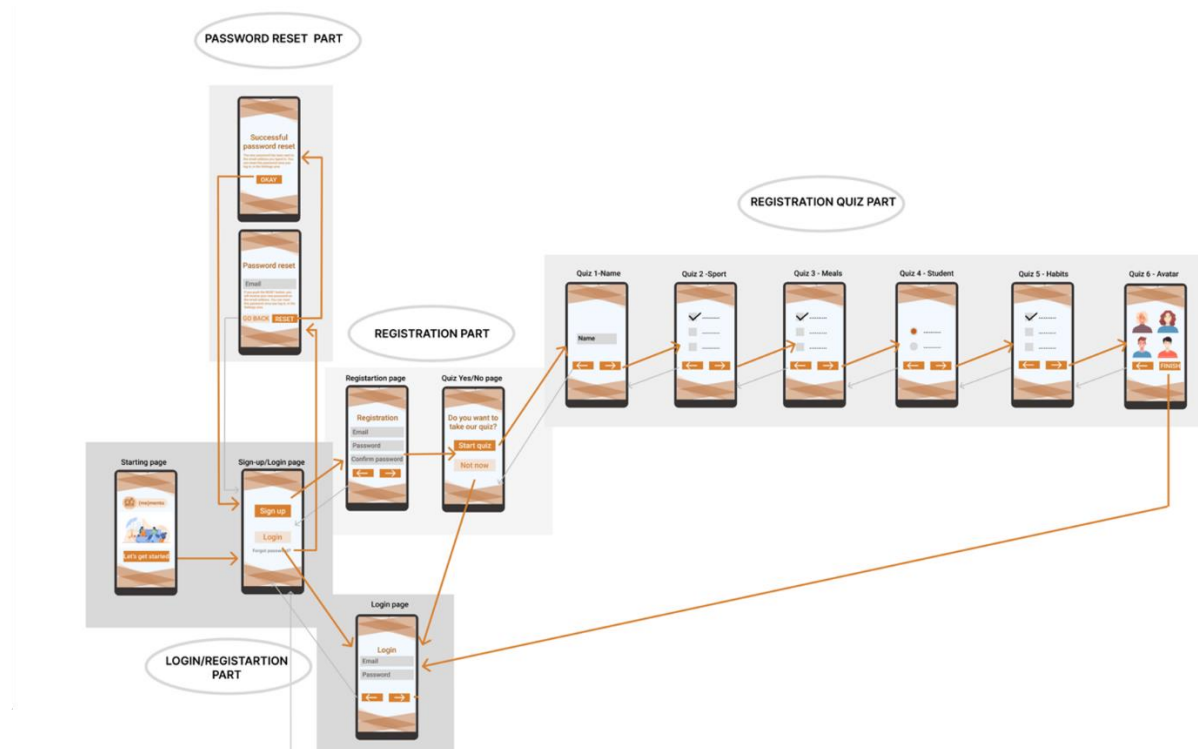 PASSWORD RESET PART
Successful
password reset
OKAY
Password reset
Email
GO BACK
RESET
REGISTRATION PART
Registartion page
Registration
Email
Password
Confirm password
Quiz Yes/No page
Do you want to
take our quiz?
Start quiz
Not now
REGISTRATION QUIZ PART
Quiz 1-Name
Name
Quiz 2 -Sport
Quiz 3 - Meals
Quiz 4 - Student
Quiz 5 - Habits
Quiz 6 - Avatar
FINISH
Starting page
Let's get started
Sign-up/Login page
Sign up
Login
Forgot password?
LOGIN/REGISTARTION
PART
Login page
Login
Email
Password